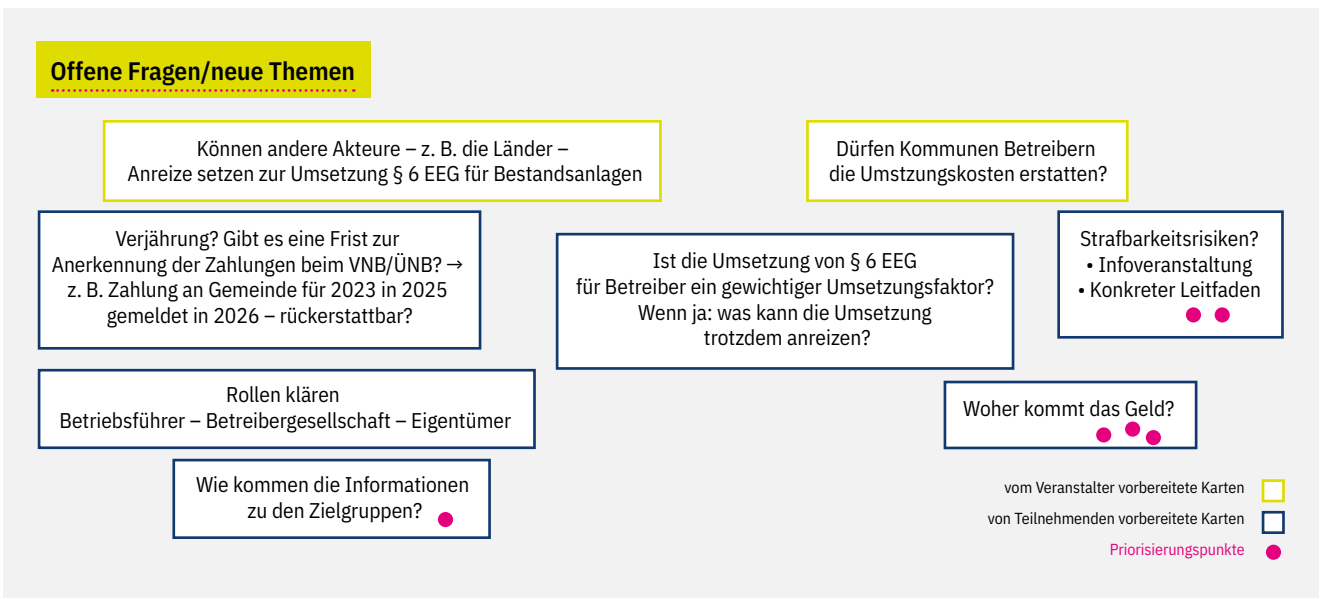 Offene Fragen/neue Themen
Können andere Akteure – z. B. die Länder –
Anreize setzen zur Umsetzung § 6 EEG für Bestandsanlagen
Dürfen Kommunen Betreibern
die Umstzungskosten erstatten?
Verjährung? Gibt es eine Frist zur
Anerkennung der Zahlungen beim VNB/ÜNB? →
z. B. Zahlung an Gemeinde für 2023 in 2025
gemeldet in 2026 – rückerstattbar?
Ist die Umsetzung von § 6 EEG
für Betreiber ein gewichtiger Umsetzungsfaktor?
Wenn ja: was kann die Umsetzung
trotzdem anreizen?
Strafbarkeitsrisiken?
• Infoveranstaltung
• Konkreter Leitfaden
Rollen klären
Betriebsführer – Betreibergesellschaft – Eigentümer
Woher kommt das Geld?
Wie kommen die Informationen
zu den Zielgruppen?
vom Veranstalter vorbereitete Karten
von Teilnehmenden vorbereitete Karten
Priorisierungspunkte